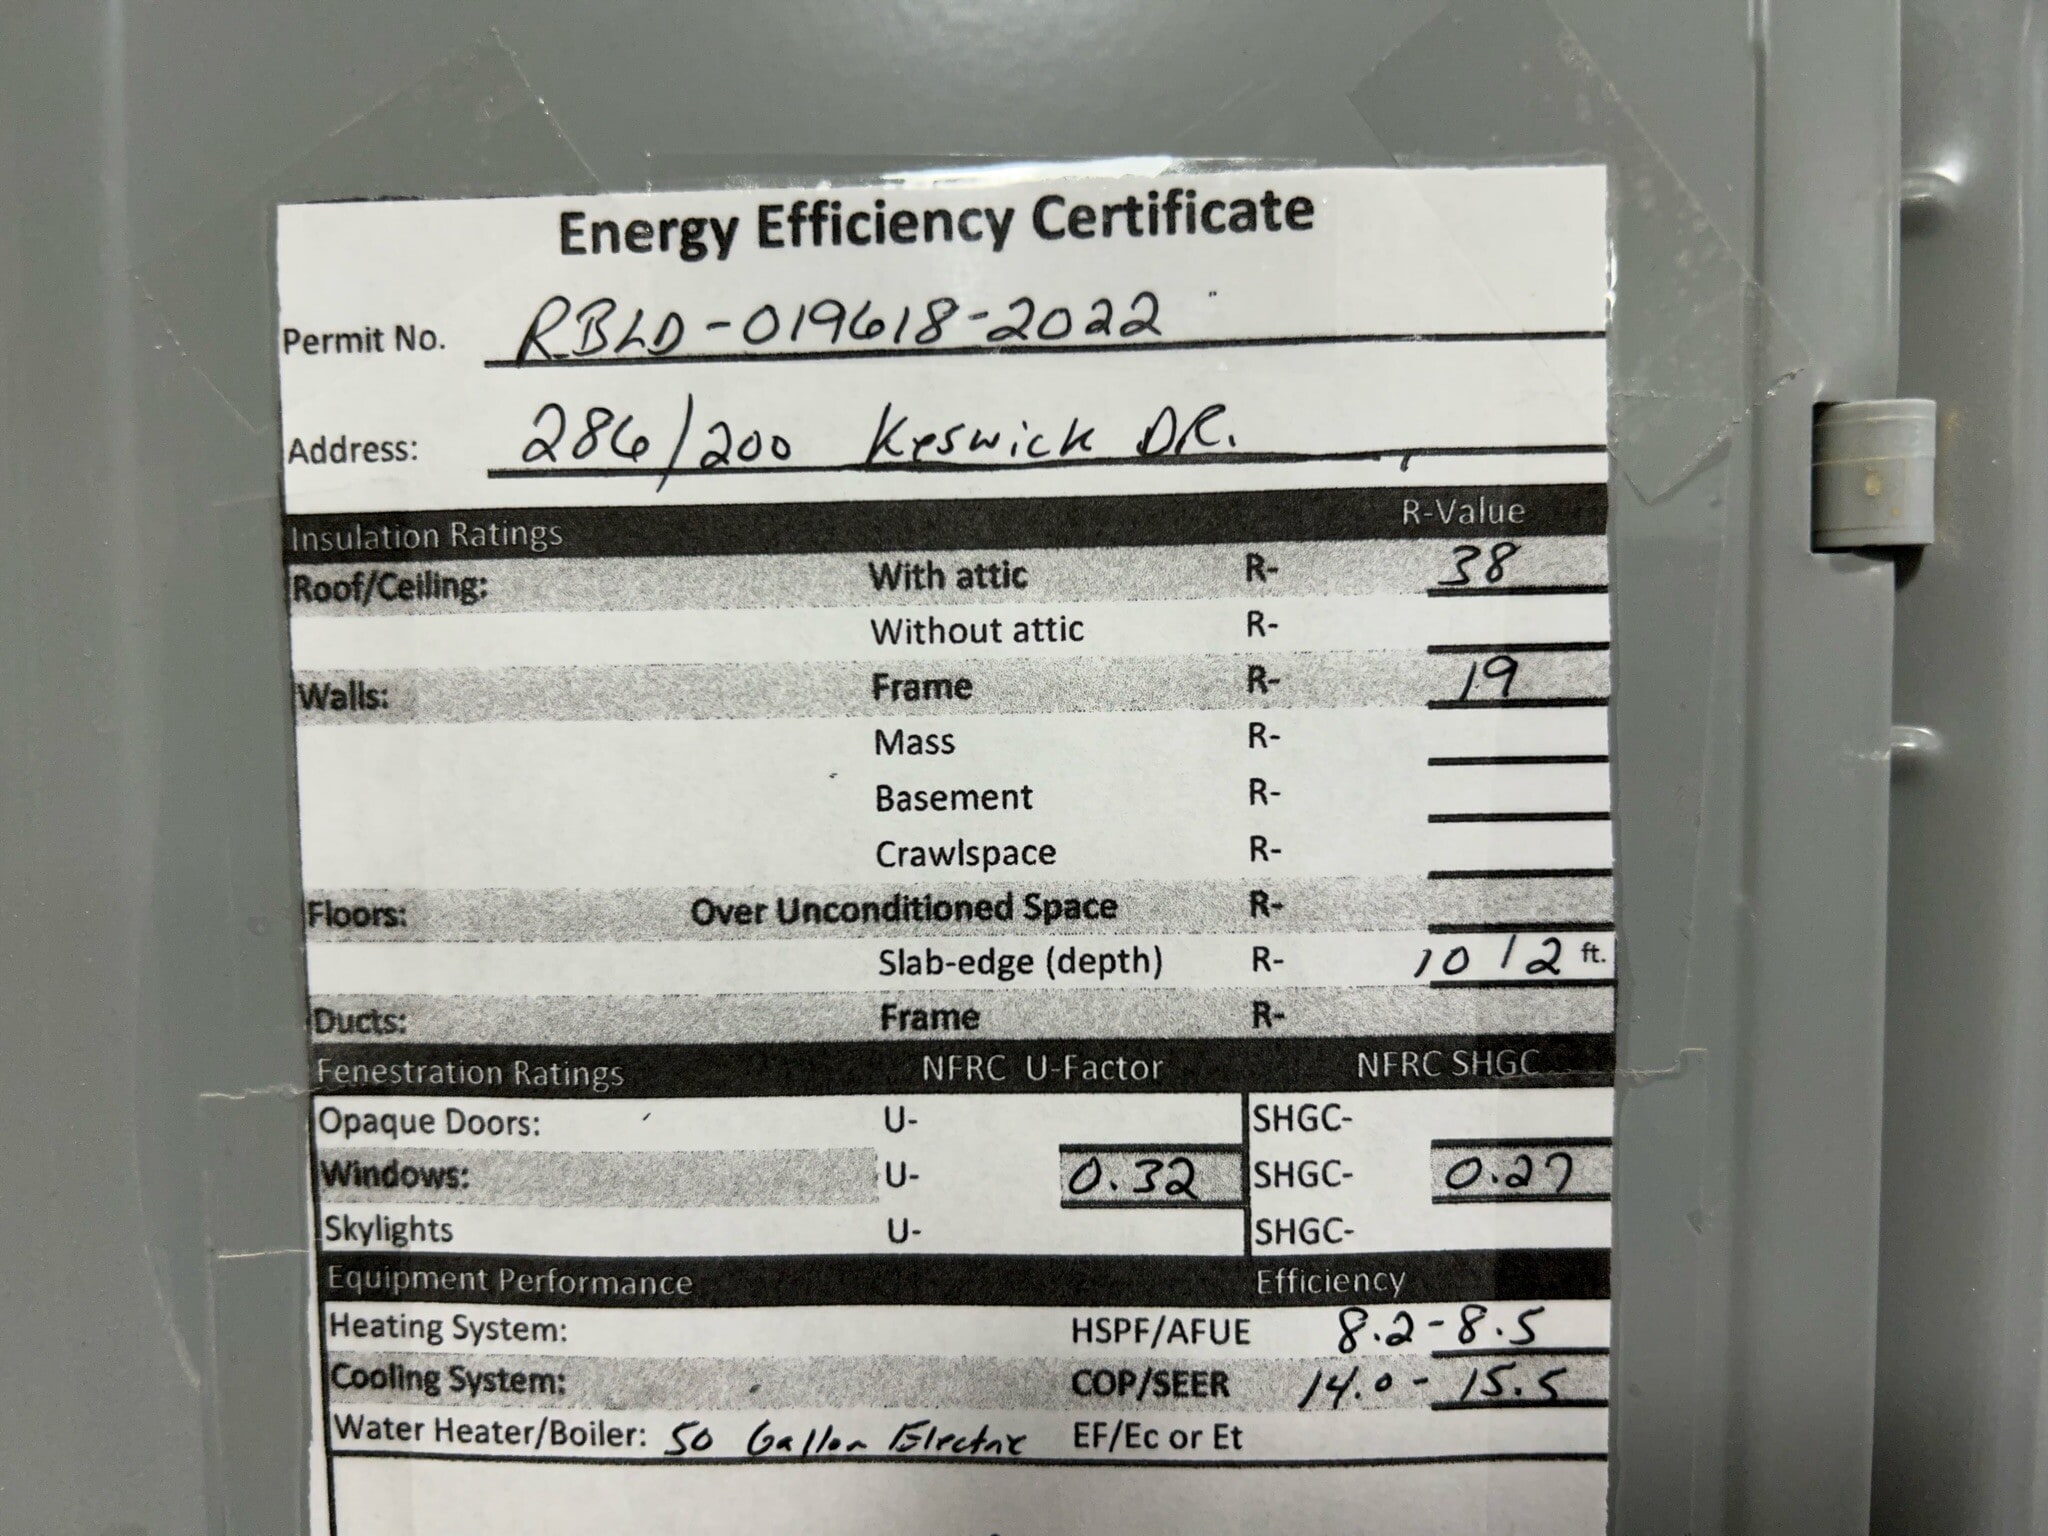 Energy Efficiency Certificate
Permit No. RBLD-019618-2022
Address: 286/200 Keswick DR.
Insulation Ratings R-Value
Roof/Ceiling: With attic R- 38
Without attic R-
Walls: Frame R- 19
Mass R-
Basement R-
Crawlspace R-
Floors: Over Unconditioned Space R-
Slab-edge (depth) R- 10 / 2 ft.
Ducts: Frame R-
Fenestration Ratings NFRC U-Factor NFRC SHGC
Opaque Doors: U- SHGC-
Windows: U- 0.32 SHGC- 0.27
Skylights U- SHGC-
Equipment Performance Efficiency
Heating System: HSPF/AFUE 8.2-8.5
Cooling System: COP/SEER 14.0-15.5
Water Heater/Boiler: 50 Gallon Electric EF/Ec or Et